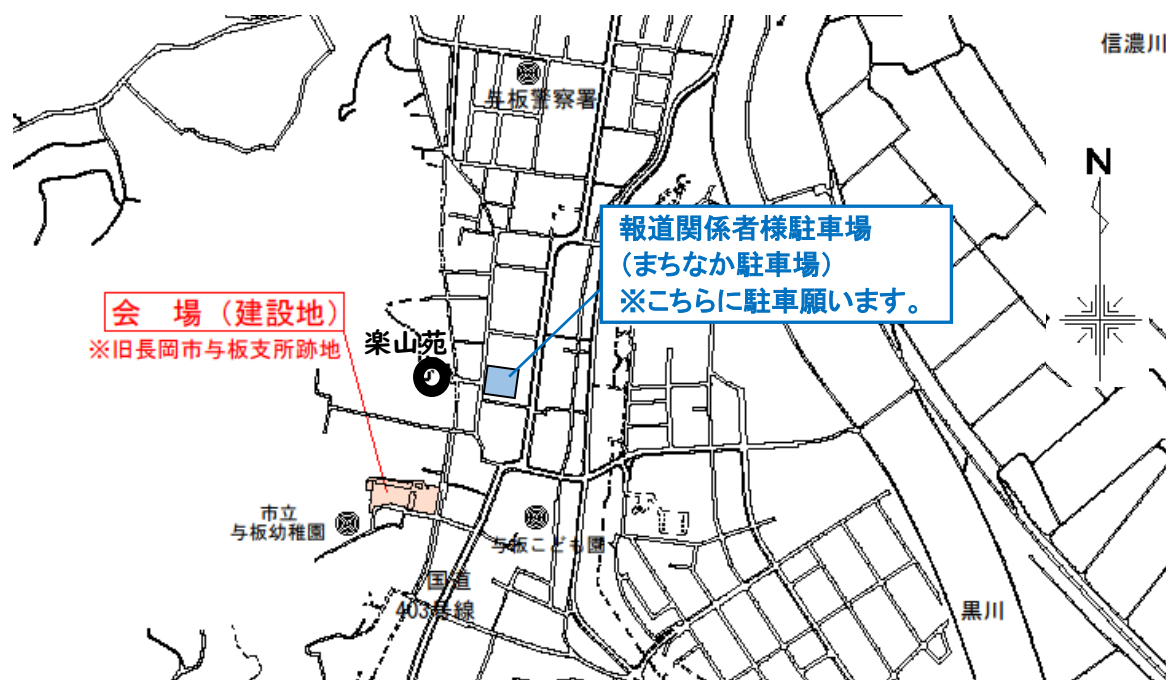 信濃川
与板警察署
N
報道関係者様駐車場
（まちなか駐車場）
※こちらに駐車願います。
会　場（建設地）
※旧長岡市与板支所跡地
楽山苑
市立
与板幼稚園
与板こども園
国道
403号線
黒川